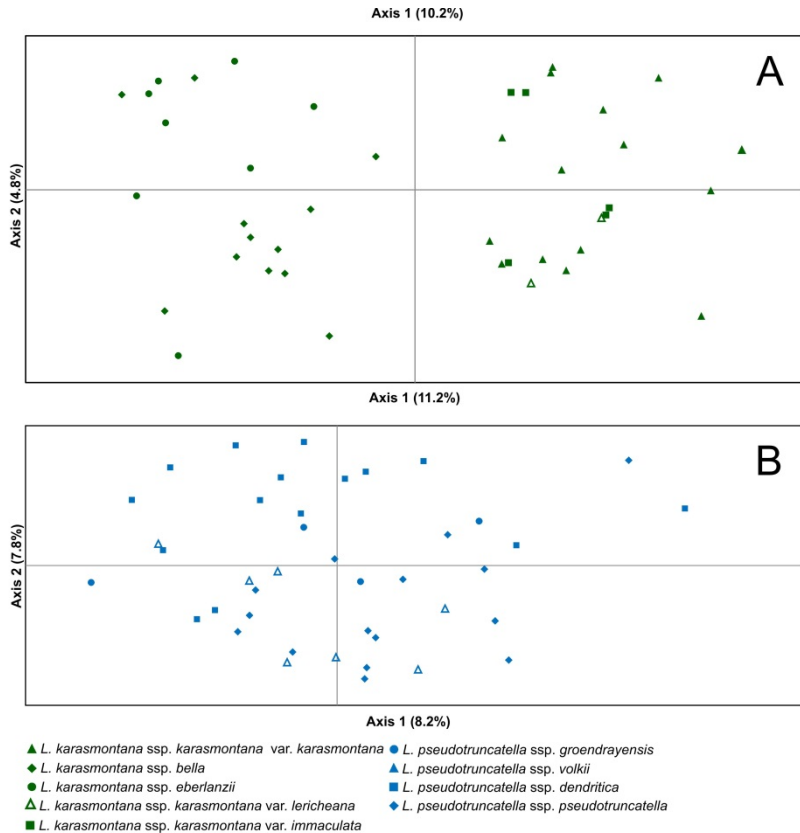 Axis 1 (10.2%)
A
Axis 2 (4.8%)
Axis 1 (11.2%)
B
Axis 2 (7.8%)
Axis 1 (8.2%)
L. karasmontana ssp. karasmontana var. karasmontana
L. karasmontana ssp. bella
L. karasmontana ssp. eberlanzii
L. karasmontana ssp. karasmontana var. lericheana
L. karasmontana ssp. karasmontana var. immaculata
L. pseudotruncatella ssp. groendrayensis
L. pseudotruncatella ssp. volkii
L. pseudotruncatella ssp. dendritica
L. pseudotruncatella ssp. pseudotruncatella